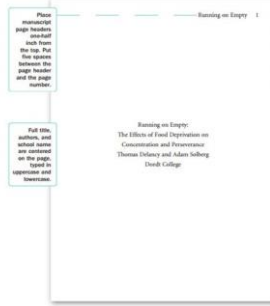 Place
manuscript
page headers
one-half
inch from
the top. Put
five spaces
between the
page header
and the page
number.
Running on Empty 1
Full title,
authors, and
school name
are centered
on the page,
typed in
uppercase and
lowercase.
Running on Empty:
The Effects of Food Deprivation on
Concentration and Perseverance
Thomas Delancy and Adam Solberg
Dordt College